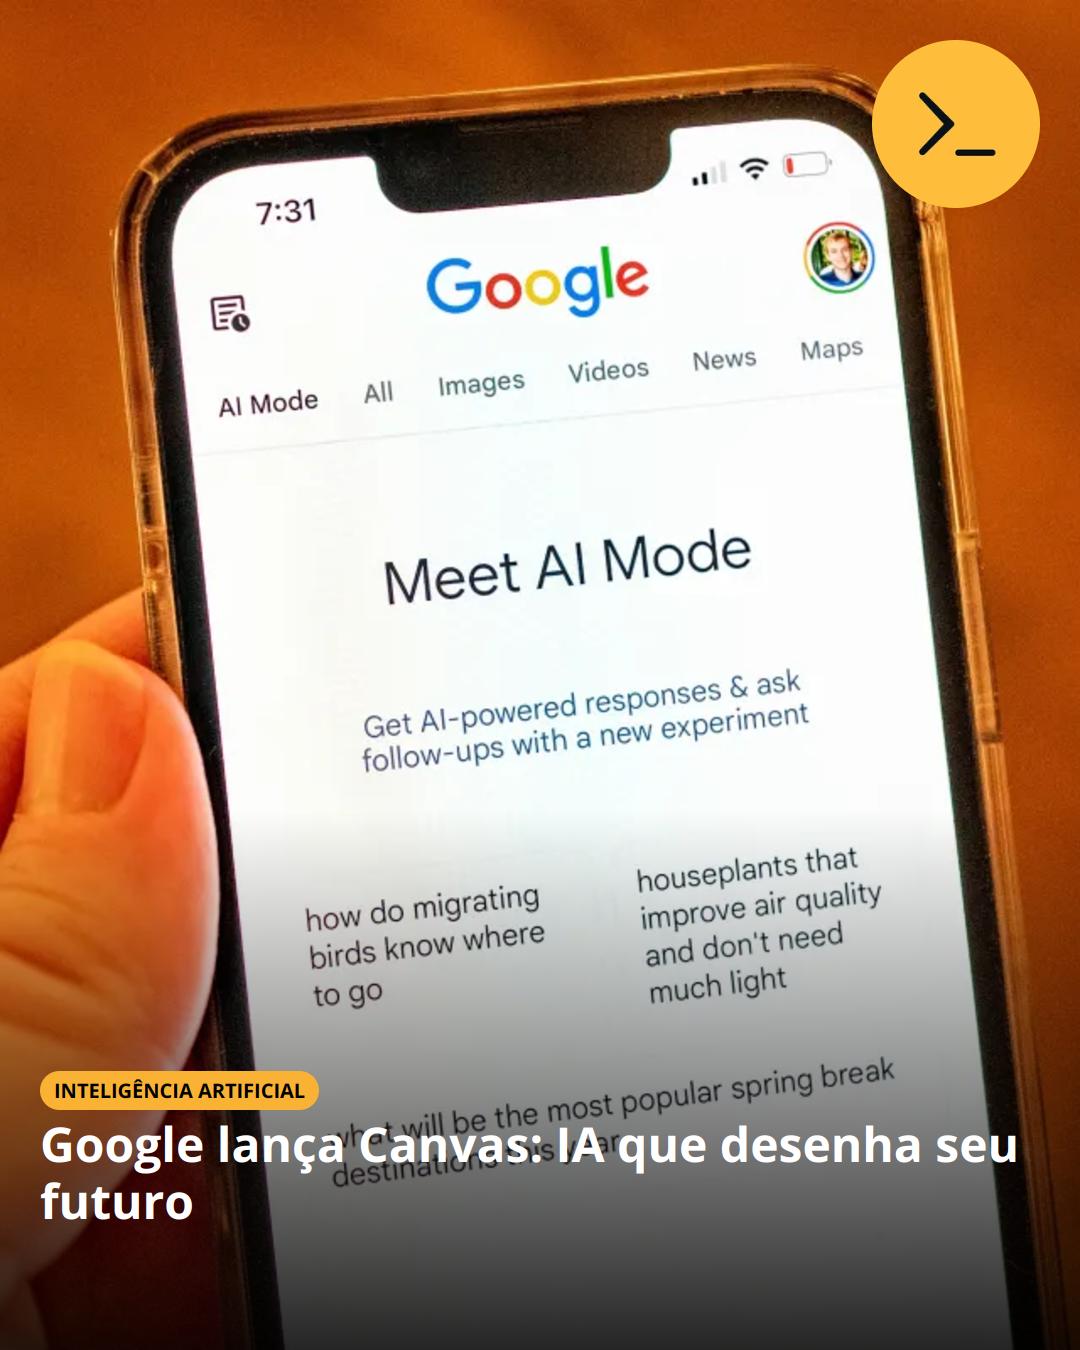 7:31
Google
AI Mode
All
Images
Videos
News
Maps
Meet AI Mode
Get AI-powered responses & ask
follow-ups with a new experiment
how do migrating
birds know where
to go
houseplants that
improve air quality
and don't need
much light
what will be the most popular spring break
destinations this year
INTELIGÊNCIA ARTIFICIAL
Google lança Canvas: IA que desenha seu
futuro